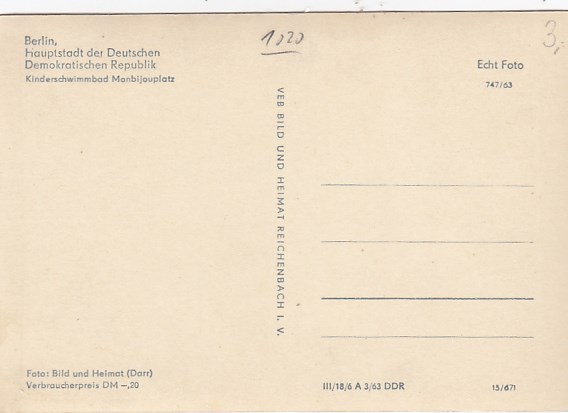 Berlin,
Hauptstadt der Deutschen
Demokratischen Republik
Kinderschwimmbad Monbijouplatz
1020
3,-
Echt Foto
747/63
VEB BILD UND HEIMAT REICHENBACH I. V.
Foto: Bild und Heimat (Darr)
Verbraucherpreis DM –,20
III/18/6 A 3/63 DDR
15/671